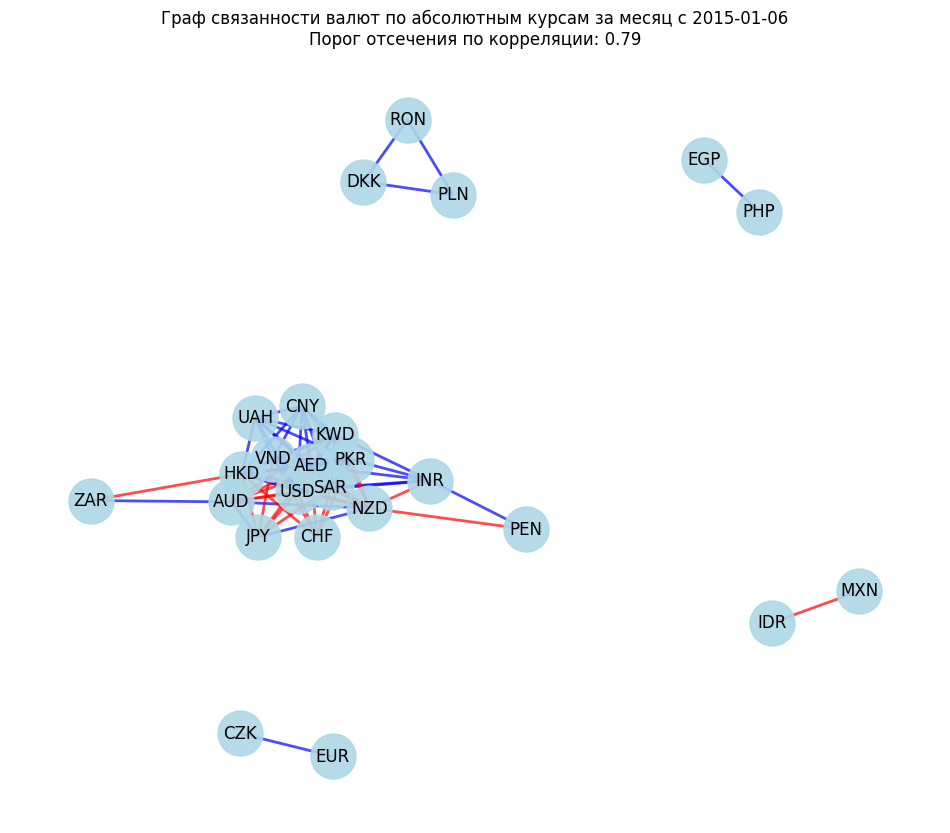 Граф связанности валют по абсолютным курсам за месяц с 2015-01-06
Порог отсечения по корреляции: 0.79
RON
EGP
DKK
PLN
PHP
CNY
UAH
KWD
VND
PKR
AED
HKD
INR
SAR
USD
ZAR
AUD
NZD
PEN
JPY
CHF
MXN
IDR
CZK
EUR